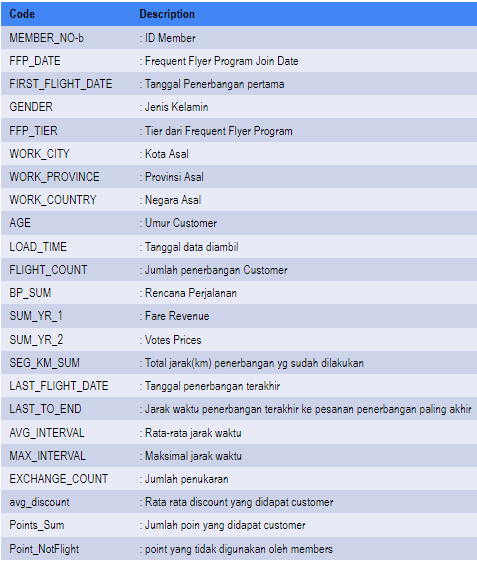 Code Description
MEMBER_NO-b : ID Member
FFP_DATE : Frequent Flyer Program Join Date
FIRST_FLIGHT_DATE : Tanggal Penerbangan pertama
GENDER : Jenis Kelamin
FFP_TIER : Tier dari Frequent Flyer Program
WORK_CITY : Kota Asal
WORK_PROVINCE : Provinsi Asal
WORK_COUNTRY : Negara Asal
AGE : Umur Customer
LOAD_TIME : Tanggal data diambil
FLIGHT_COUNT : Jumlah penerbangan Customer
BP_SUM : Rencana Perjalanan
SUM_YR_1 : Fare Revenue
SUM_YR_2 : Votes Prices
SEG_KM_SUM : Total jarak(km) penerbangan yg sudah dilakukan
LAST_FLIGHT_DATE : Tanggal penerbangan terakhir
LAST_TO_END : Jarak waktu penerbangan terakhir ke pesanan penerbangan paling akhir
AVG_INTERVAL : Rata-rata jarak waktu
MAX_INTERVAL : Maksimal jarak waktu
EXCHANGE_COUNT : Jumlah penukaran
avg_discount : Rata rata discount yang didapat customer
Points_Sum : Jumlah poin yang didapat customer
Point_NotFlight : point yang tidak digunakan oleh members